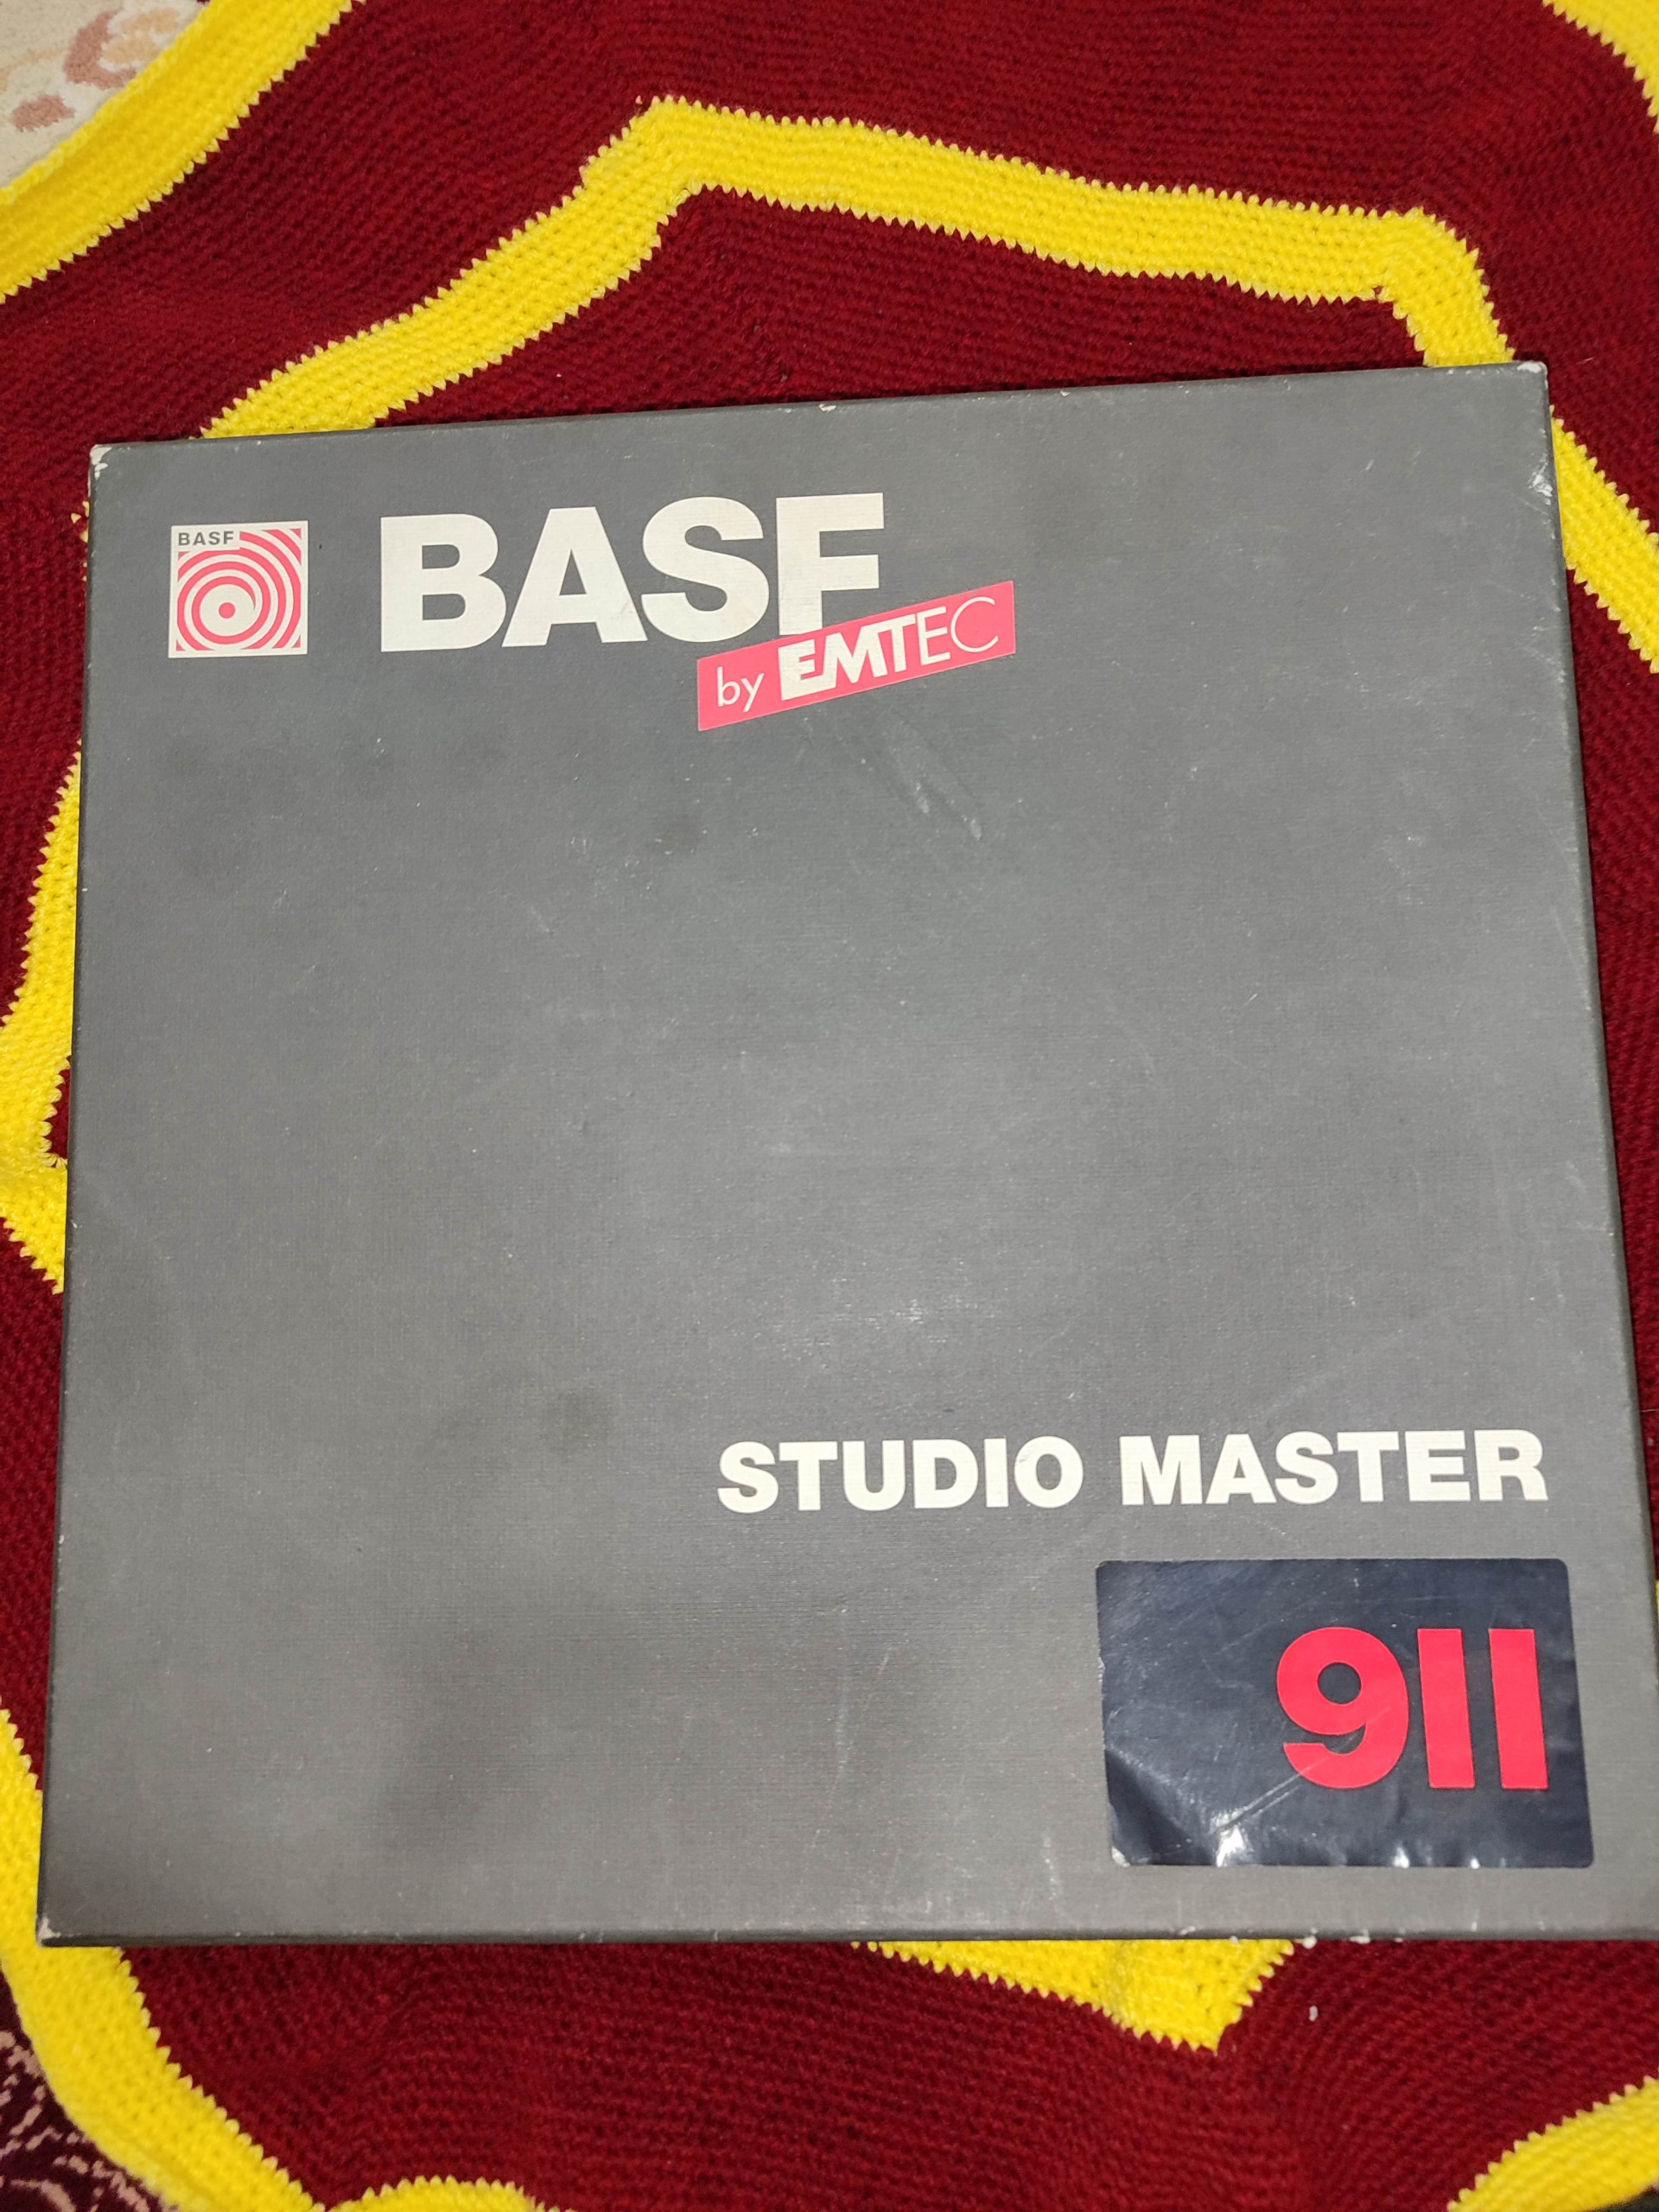 BASF
BASF
by EMTEC
STUDIO MASTER
911